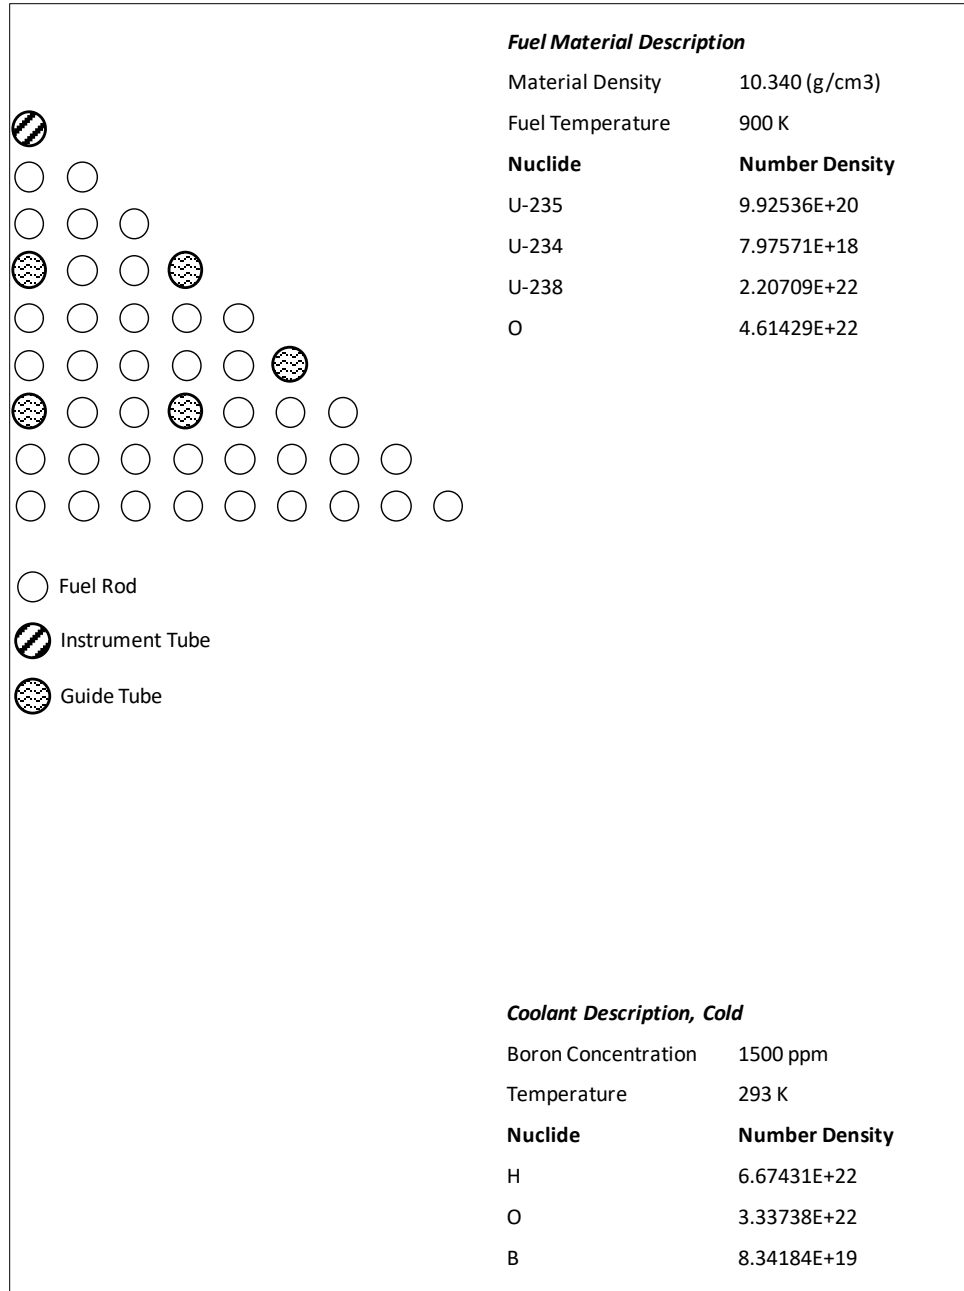 Fuel Material Description
Material Density 10.340 (g/cm3)
Fuel Temperature 900 K
Nuclide Number Density
U-235 9.92536E+20
U-234 7.97571E+18
U-238 2.20709E+22
O 4.61429E+22
Fuel Rod
Instrument Tube
Guide Tube
Coolant Description, Cold
Boron Concentration 1500 ppm
Temperature 293 K
Nuclide Number Density
H 6.67431E+22
O 3.33738E+22
B 8.34184E+19